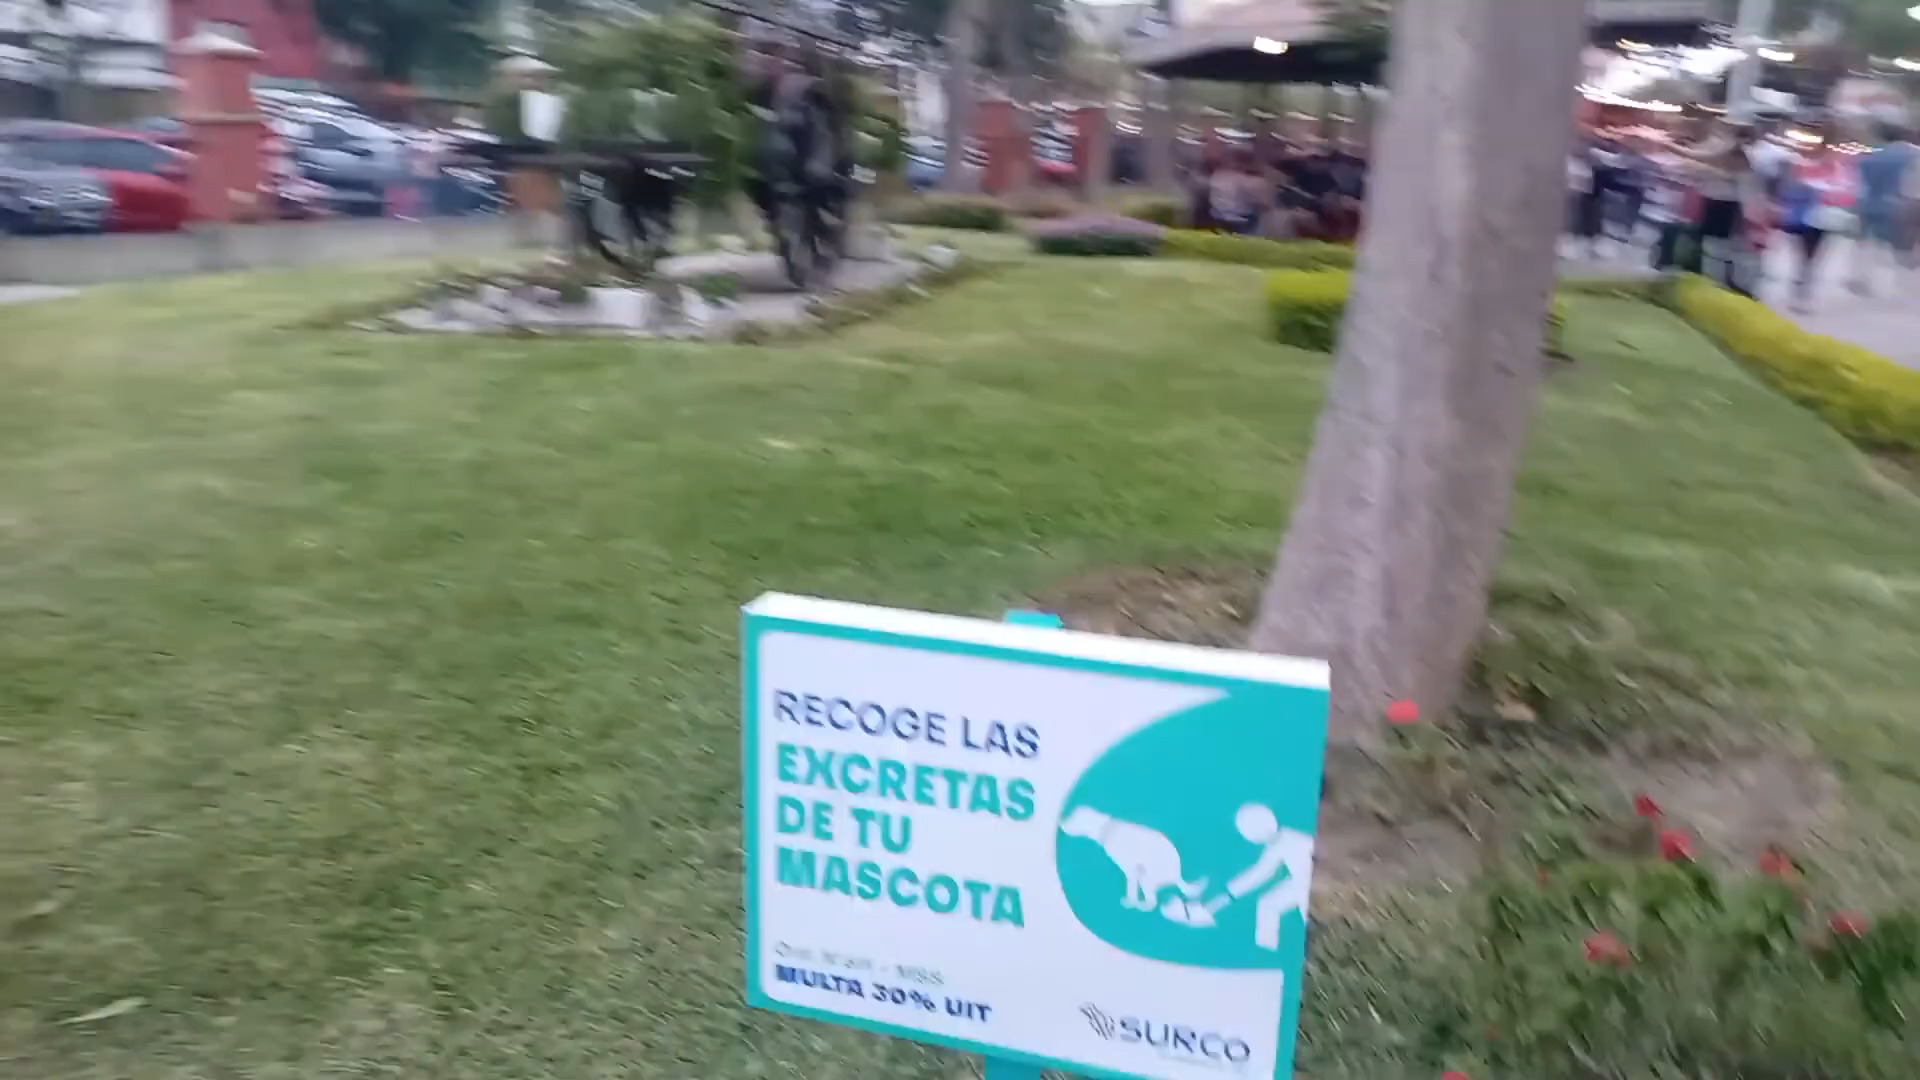 RECOGE LAS
EXCRETAS
DE TU
MASCOTA
MULTA 30% UIT
SURCO